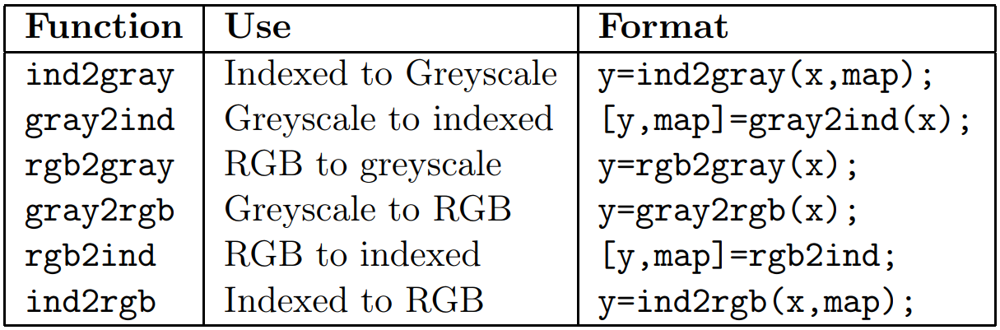 Function Use Format
ind2gray Indexed to Greyscale y=ind2gray(x,map);
gray2ind Greyscale to indexed [y,map]=gray2ind(x);
rgb2gray RGB to greyscale y=rgb2gray(x);
gray2rgb Greyscale to RGB y=gray2rgb(x);
rgb2ind RGB to indexed [y,map]=rgb2ind;
ind2rgb Indexed to RGB y=ind2rgb(x,map);